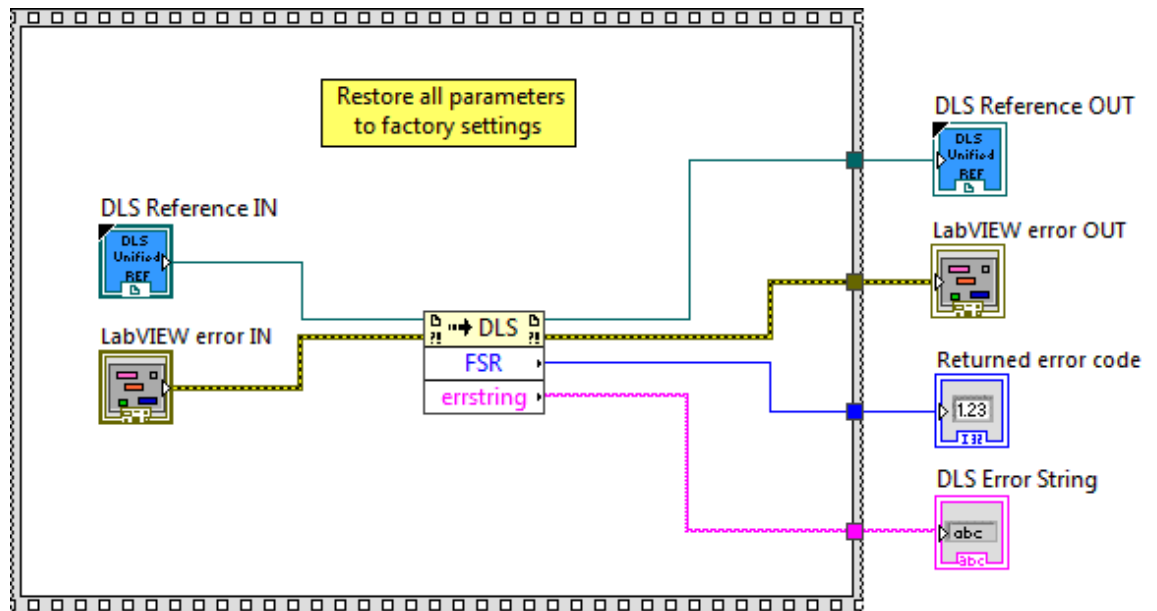 Restore all parameters
to factory settings
DLS Reference OUT
DLS
Unified
REF
DLS Reference IN
DLS
Unified
REF
LabVIEW error OUT
LabVIEW error IN
?! DLS ?!
FSR
errstring
Returned error code
1.23
I32
DLS Error String
abc
abc